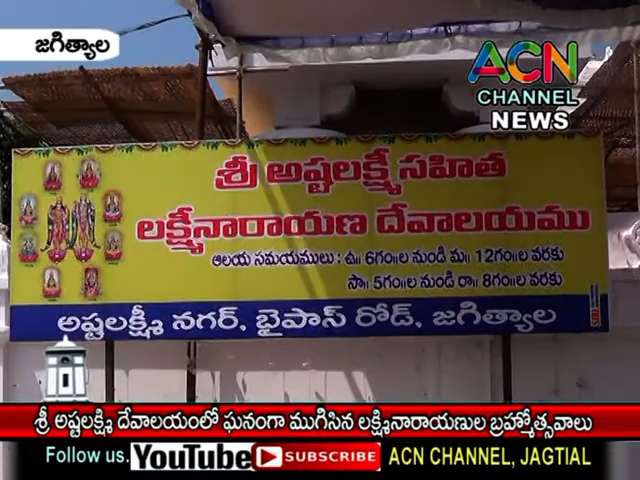 జగిత్యాల
ACN
CHANNEL
NEWS
శ్రీ అష్టలక్ష్మీ సహిత
లక్ష్మీనారాయణ దేవాలయము
ఆలయ సమయములు : ఉ॥ 6గం॥ల నుండి మ॥ 12గం॥ల వరకు
సా॥ 5గం॥ల నుండి రా॥ 8గం॥ల వరకు
అష్టలక్ష్మీ నగర్, బైపాస్ రోడ్, జగిత్యాల
శ్రీ అష్టలక్ష్మి దేవాలయంలో ఘనంగా ముగిసిన లక్ష్మినారాయణుల బ్రహ్మోత్సవాలు
Follow us. YouTube SUBSCRIBE ACN CHANNEL, JAGTIAL